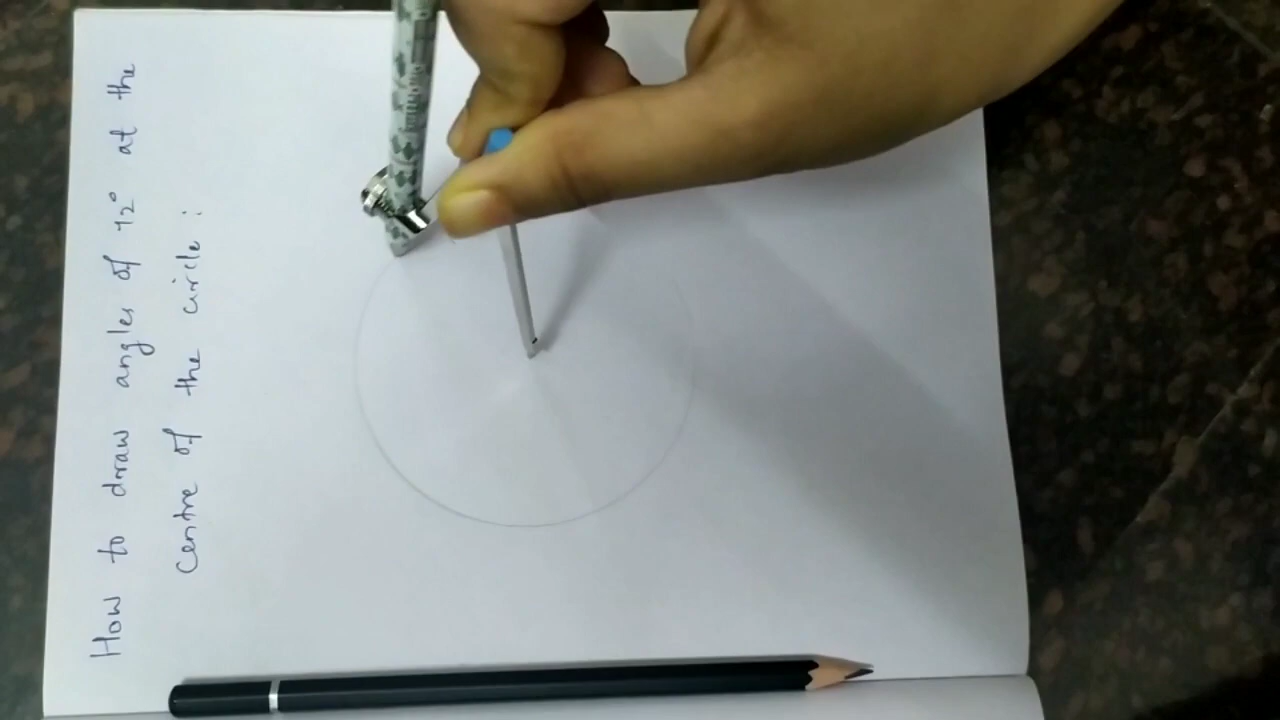 How to draw angles of 72° at the
centre of the circle: